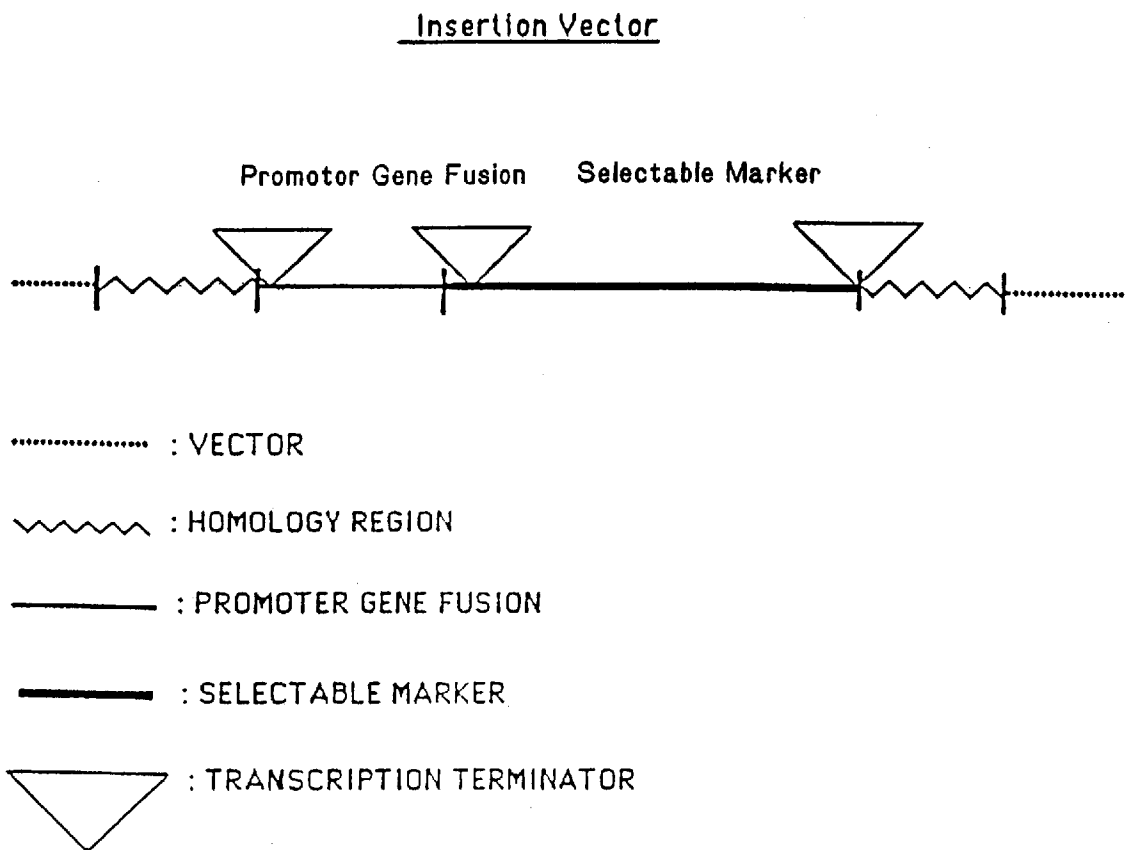 Insertion Vector
Promotor Gene Fusion Selectable Marker
: VECTOR
: HOMOLOGY REGION
: PROMOTER GENE FUSION
: SELECTABLE MARKER
: TRANSCRIPTION TERMINATOR